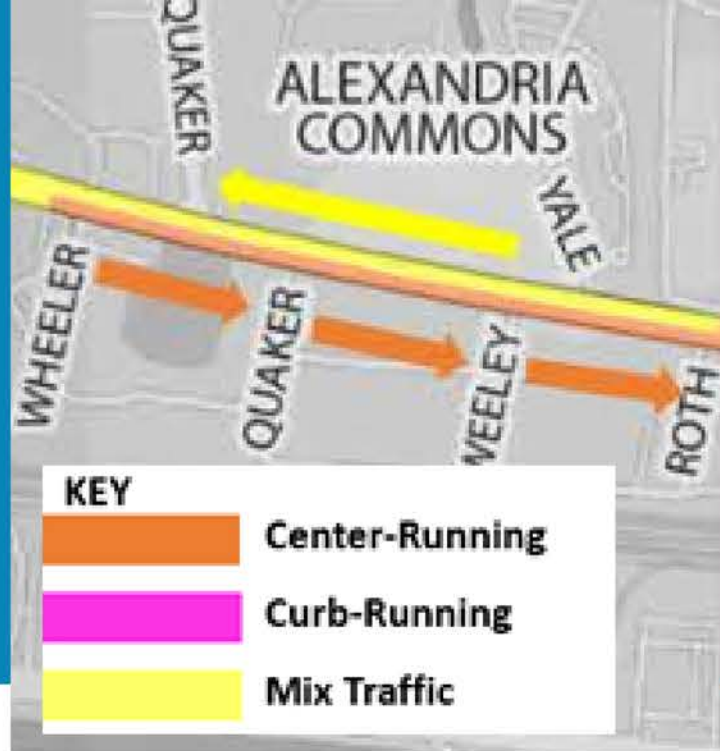 QUAKER
ALEXANDRIA
COMMONS
YALE
WHEELER
QUAKER
ROTH
KEY
Center-Running
Curb-Running
Mix Traffic